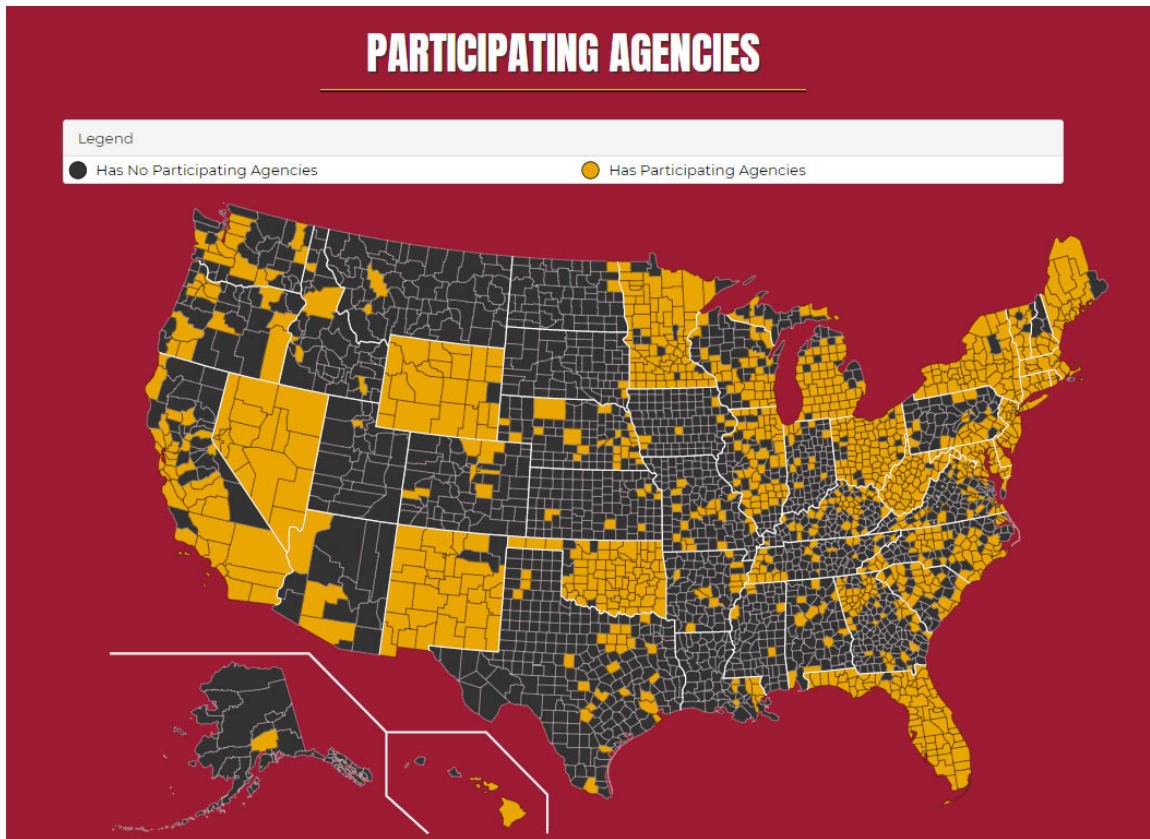 PARTICIPATING AGENCIES
Legend
Has No Participating Agencies
Has Participating Agencies